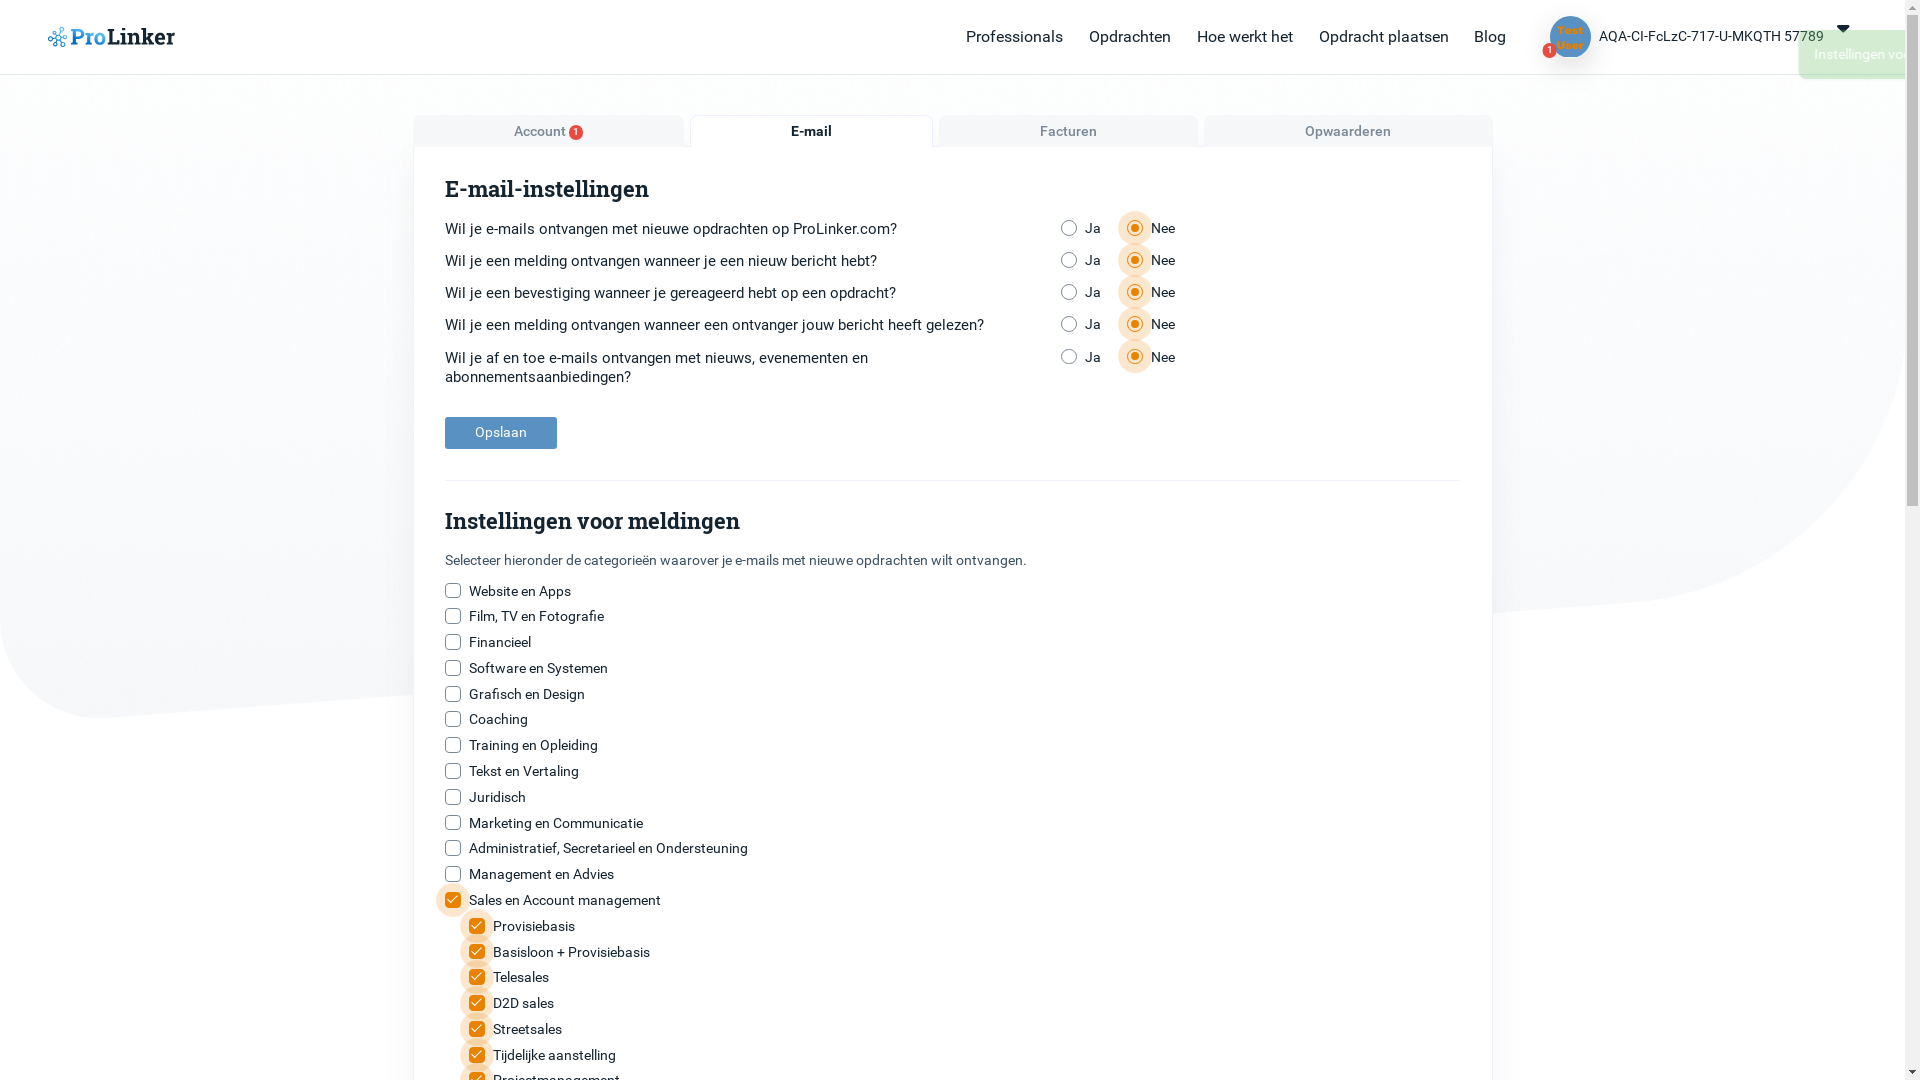 ProLinker
Professionals
Opdrachten
Hoe werkt het
Opdracht plaatsen
Blog
Test
User
1
AQA-CI-FcLzC-717-U-MKQTH 57789
Instellingen
Account 1
E-mail
Facturen
Opwaarderen
E-mail-instellingen
Wil je e-mails ontvangen met nieuwe opdrachten op ProLinker.com? Ja Nee
Wil je een melding ontvangen wanneer je een nieuw bericht hebt? Ja Nee
Wil je een bevestiging wanneer je gereageerd hebt op een opdracht? Ja Nee
Wil je een melding ontvangen wanneer een ontvanger jouw bericht heeft gelezen? Ja Nee
Wil je af en toe e-mails ontvangen met nieuws, evenementen en Ja Nee
abonnementsaanbiedingen?
Opslaan
Instellingen voor meldingen
Selecteer hieronder de categorieën waarover je e-mails met nieuwe opdrachten wilt ontvangen.
Website en Apps
Film, TV en Fotografie
Financieel
Software en Systemen
Grafisch en Design
Coaching
Training en Opleiding
Tekst en Vertaling
Juridisch
Marketing en Communicatie
Administratief, Secretarieel en Ondersteuning
Management en Advies
Sales en Account management
Provisiebasis
Basisloon + Provisiebasis
Telesales
D2D sales
Streetsales
Tijdelijke aanstelling
Projectmanagement